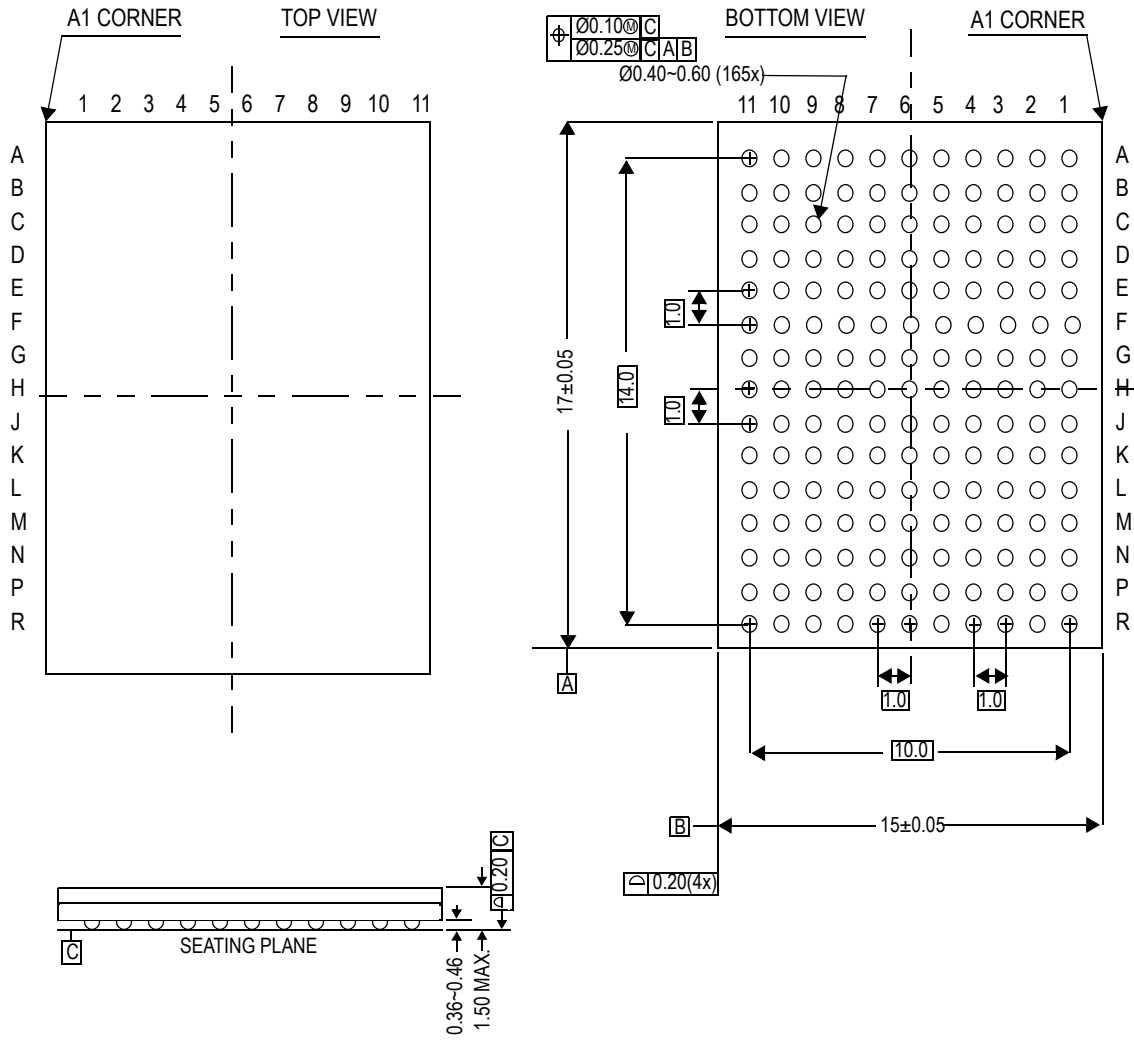 A1 CORNER
TOP VIEW
1 2 3 4 5 6 7 8 9 10 11
A
B
C
D
E
F
G
H
J
K
L
M
N
P
R
Ø0.10Ⓜ C
Ø0.25Ⓜ C A B
Ø0.40~0.60 (165x)
BOTTOM VIEW
A1 CORNER
11 10 9 8 7 6 5 4 3 2 1
A
B
C
D
E
F
G
H
J
K
L
M
N
P
R
17±0.05
14.0
1.0
1.0
A
1.0
1.0
10.0
B
15±0.05
0.20(4x)
0.20 C
C
SEATING PLANE
0.36~0.46
1.50 MAX.